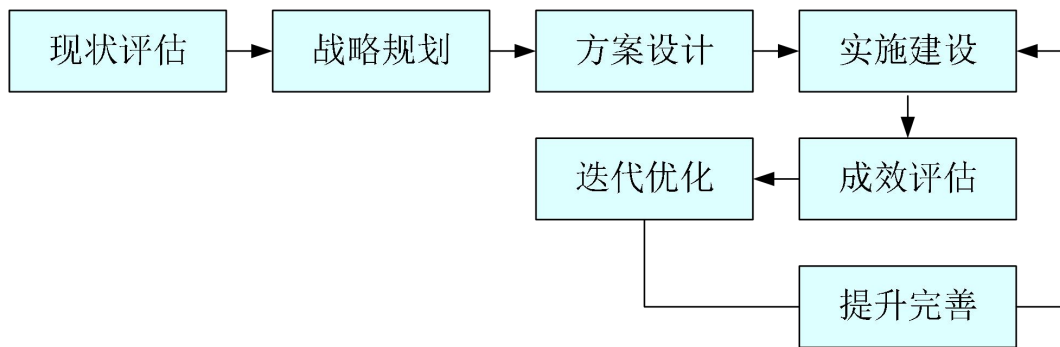 现状评估
战略规划
方案设计
实施建设
迭代优化
成效评估
提升完善